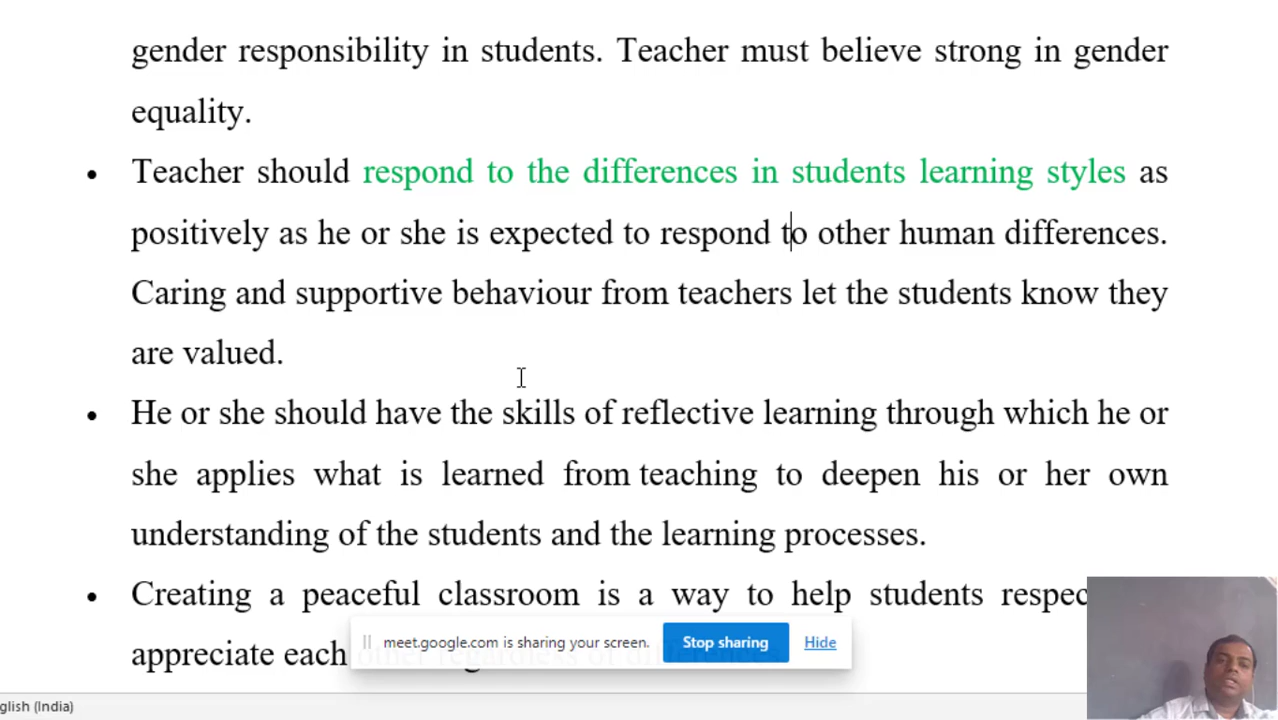 gender responsibility in students. Teacher must believe strong in gender
equality.
• Teacher should respond to the differences in students learning styles as
positively as he or she is expected to respond to other human differences.
Caring and supportive behaviour from teachers let the students know they
are valued.
• He or she should have the skills of reflective learning through which he or
she applies what is learned from teaching to deepen his or her own
understanding of the students and the learning processes.
• Creating a peaceful classroom is a way to help students respec
appreciate each other regardless of differences
meet.google.com is sharing your screen. Stop sharing Hide
glish (India)